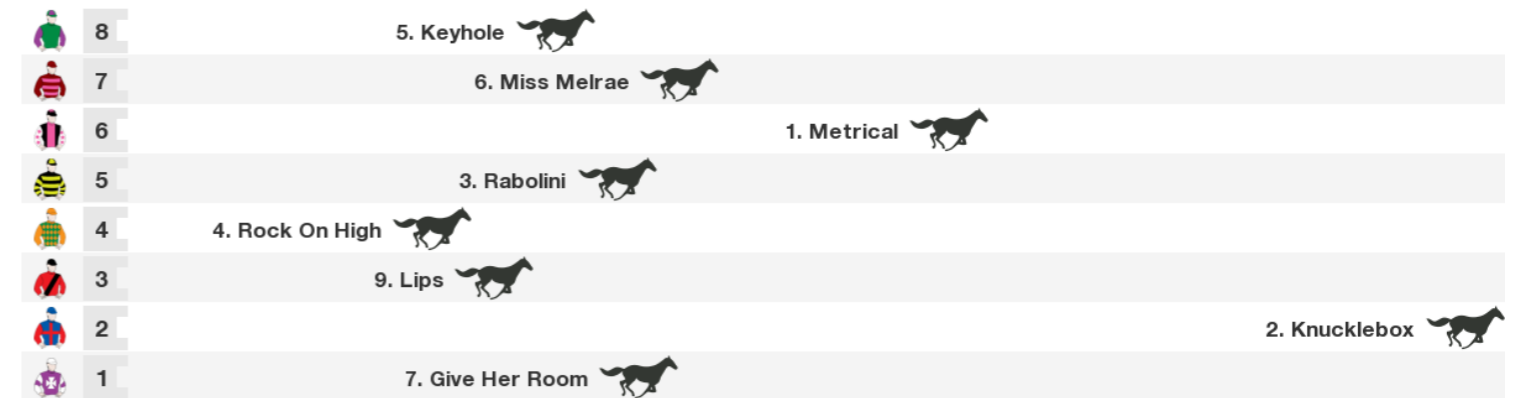 8 5. Keyhole
7 6. Miss Melrae
6 1. Metrical
5 3. Rabolini
4 4. Rock On High
3 9. Lips
2 2. Knucklebox
1 7. Give Her Room